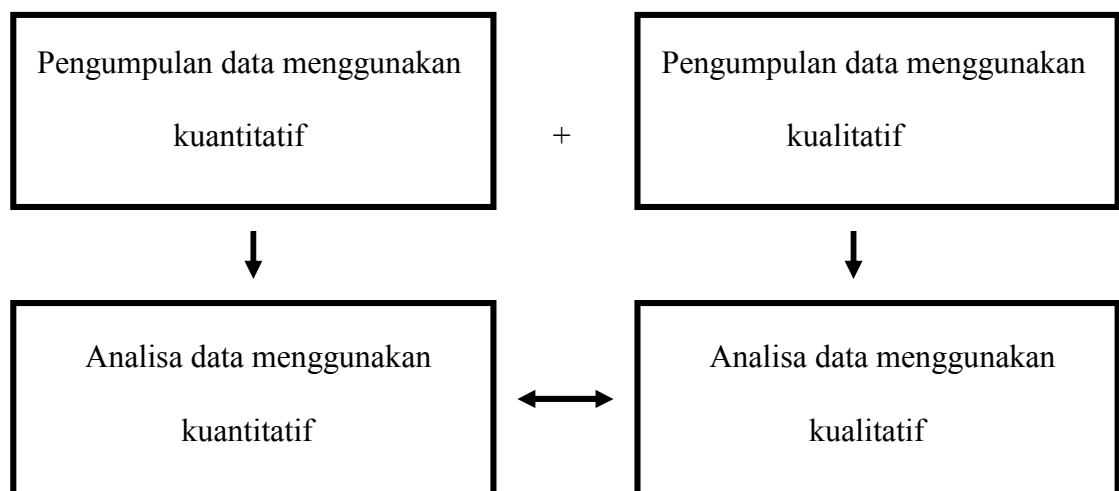 Pengumpulan data menggunakan
kuantitatif
+
Pengumpulan data menggunakan
kualitatif
Analisa data menggunakan
kuantitatif
Analisa data menggunakan
kualitatif